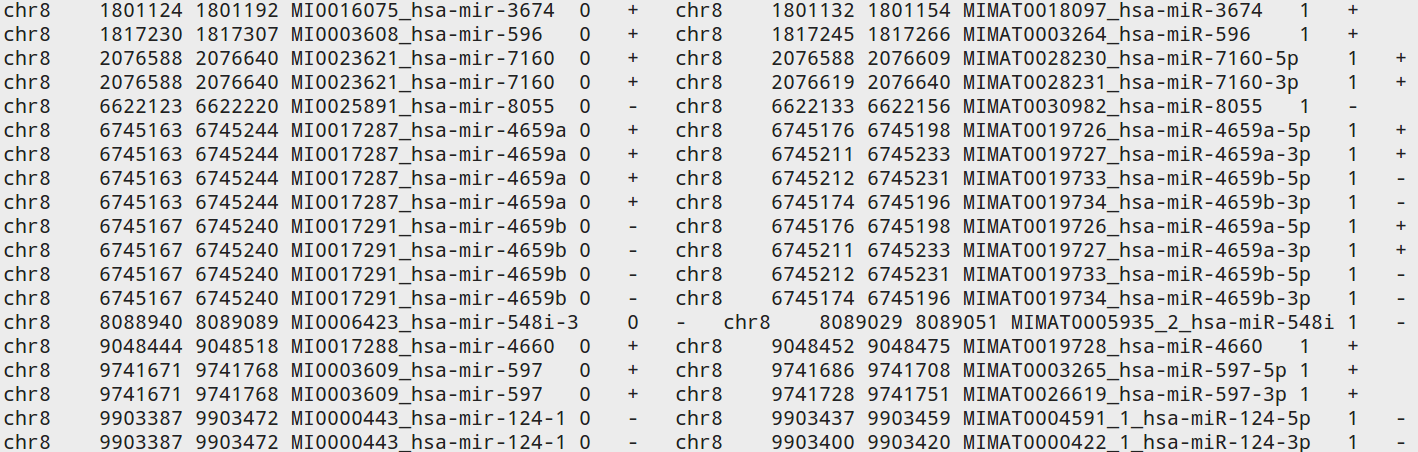 chr8 1801124 1801192 MI0016075_hsa-mir-3674 0 + chr8 1801132 1801154 MIMAT0018097_hsa-miR-3674 1 +
chr8 1817230 1817307 MI0003608_hsa-mir-596 0 + chr8 1817245 1817266 MIMAT0003264_hsa-miR-596 1 +
chr8 2076588 2076640 MI0023621_hsa-mir-7160 0 + chr8 2076588 2076609 MIMAT0028230_hsa-miR-7160-5p 1 +
chr8 2076588 2076640 MI0023621_hsa-mir-7160 0 + chr8 2076619 2076640 MIMAT0028231_hsa-miR-7160-3p 1 +
chr8 6622123 6622220 MI0025891_hsa-mir-8055 0 - chr8 6622133 6622156 MIMAT0030982_hsa-miR-8055 1 -
chr8 6745163 6745244 MI0017287_hsa-mir-4659a 0 + chr8 6745176 6745198 MIMAT0019726_hsa-miR-4659a-5p 1 +
chr8 6745163 6745244 MI0017287_hsa-mir-4659a 0 + chr8 6745211 6745233 MIMAT0019727_hsa-miR-4659a-3p 1 +
chr8 6745163 6745244 MI0017287_hsa-mir-4659a 0 + chr8 6745212 6745231 MIMAT0019733_hsa-miR-4659b-5p 1 -
chr8 6745163 6745244 MI0017287_hsa-mir-4659a 0 + chr8 6745174 6745196 MIMAT0019734_hsa-miR-4659b-3p 1 -
chr8 6745167 6745240 MI0017291_hsa-mir-4659b 0 - chr8 6745176 6745198 MIMAT0019726_hsa-miR-4659a-5p 1 +
chr8 6745167 6745240 MI0017291_hsa-mir-4659b 0 - chr8 6745211 6745233 MIMAT0019727_hsa-miR-4659a-3p 1 +
chr8 6745167 6745240 MI0017291_hsa-mir-4659b 0 - chr8 6745212 6745231 MIMAT0019733_hsa-miR-4659b-5p 1 -
chr8 6745167 6745240 MI0017291_hsa-mir-4659b 0 - chr8 6745174 6745196 MIMAT0019734_hsa-miR-4659b-3p 1 -
chr8 8088940 8089089 MI0006423_hsa-mir-548i-3 0 - chr8 8089029 8089051 MIMAT0005935_2_hsa-miR-548i 1 -
chr8 9048444 9048518 MI0017288_hsa-mir-4660 0 + chr8 9048452 9048475 MIMAT0019728_hsa-miR-4660 1 +
chr8 9741671 9741768 MI0003609_hsa-mir-597 0 + chr8 9741686 9741708 MIMAT0003265_hsa-miR-597-5p 1 +
chr8 9741671 9741768 MI0003609_hsa-mir-597 0 + chr8 9741728 9741751 MIMAT0026619_hsa-miR-597-3p 1 +
chr8 9903387 9903472 MI0000443_hsa-mir-124-1 0 - chr8 9903437 9903459 MIMAT0004591_1_hsa-miR-124-5p 1 -
chr8 9903387 9903472 MI0000443_hsa-mir-124-1 0 - chr8 9903400 9903420 MIMAT0000422_1_hsa-miR-124-3p 1 -